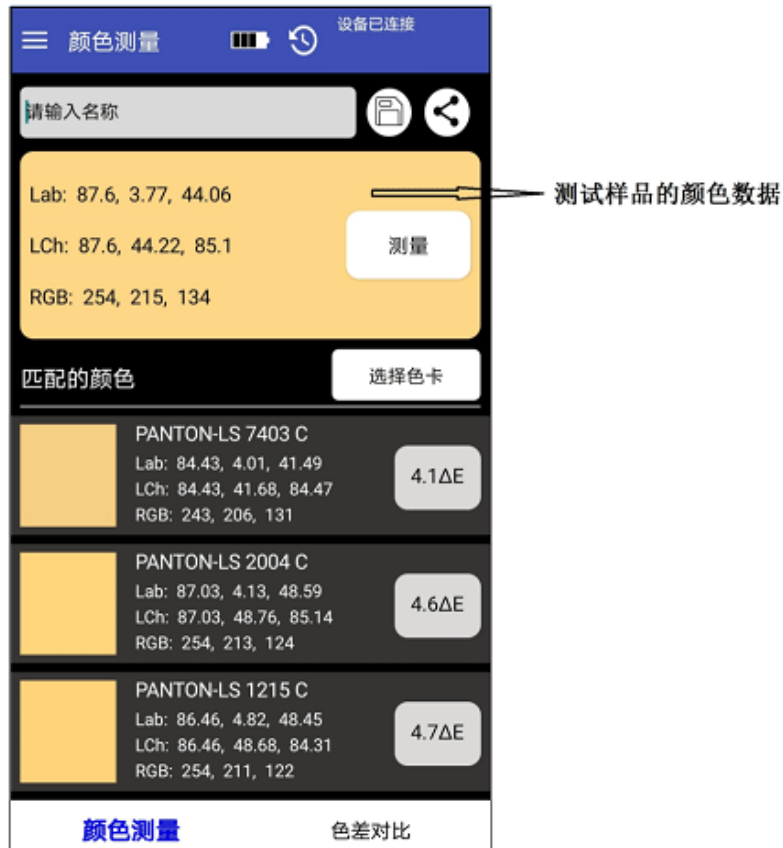 颜色测量
设备已连接
请输入名称
Lab: 87.6, 3.77, 44.06
测试样品的颜色数据
LCh: 87.6, 44.22, 85.1
测量
RGB: 254, 215, 134
匹配的颜色
选择色卡
PANTON-LS 7403 C
Lab: 84.43, 4.01, 41.49
LCh: 84.43, 41.68, 84.47
RGB: 243, 206, 131
4.1ΔE
PANTON-LS 2004 C
Lab: 87.03, 4.13, 48.59
LCh: 87.03, 48.76, 85.14
RGB: 254, 213, 124
4.6ΔE
PANTON-LS 1215 C
Lab: 86.46, 4.82, 48.45
LCh: 86.46, 48.68, 84.31
RGB: 254, 211, 122
4.7ΔE
颜色测量
色差对比